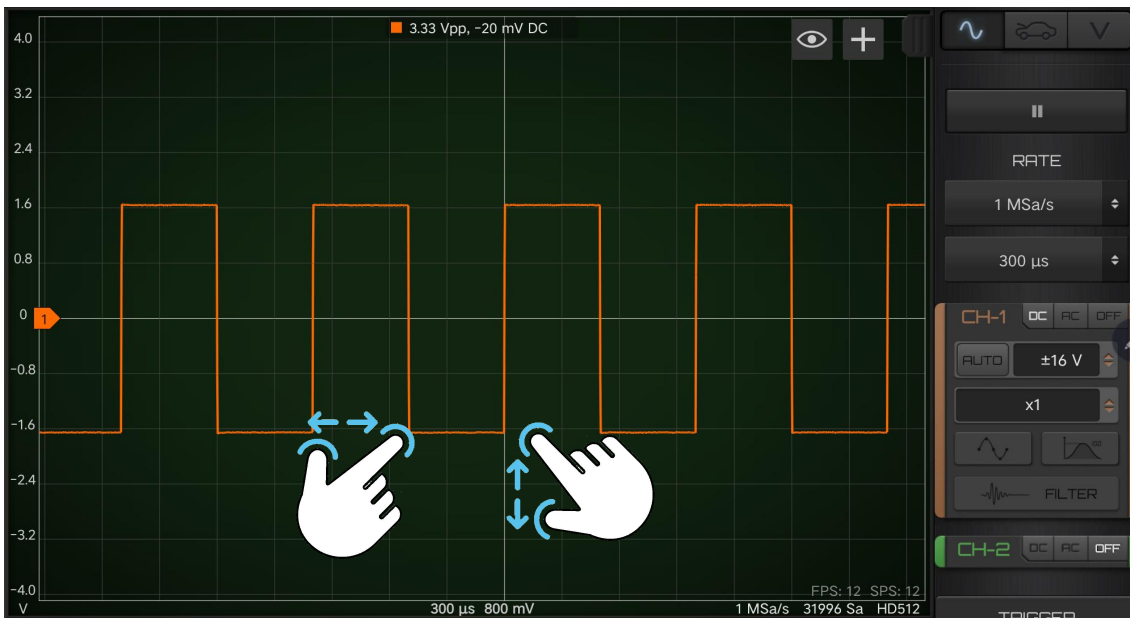 3.33 Vpp, −20 mV DC
4.0
3.2
2.4
1.6
0.8
0
1
−0.8
−1.6
−2.4
−3.2
−4.0
V
300 µs 800 mV
FPS: 12 SPS: 12
1 MSa/s 31996 Sa HD512
V
RATE
1 MSa/s
300 µs
CH-1 DC AC OFF
AUTO ±16 V
x1
FILTER
CH-2 DC AC OFF
TRIGGER